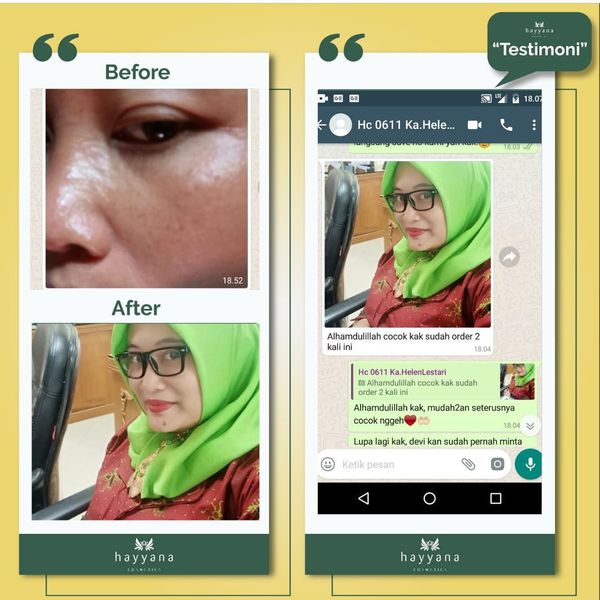 hayyana
COSMETICS
“Testimoni”
Before
18.52
After
hayyana
COSMETICS
18.07
Hc 0611 Ka.Hele...
18.03
Alhamdulillah cocok kak sudah order 2
kali ini
18.04
Hc 0611 Ka.HelenLestari
Alhamdulillah cocok kak sudah
order 2 kali ini
Alhamdulillah kak, mudah2an seterusnya
cocok nggeh
18.04
Lupa lagi kak, devi kan sudah pernah minta
Ketik pesan
hayyana
COSMETICS